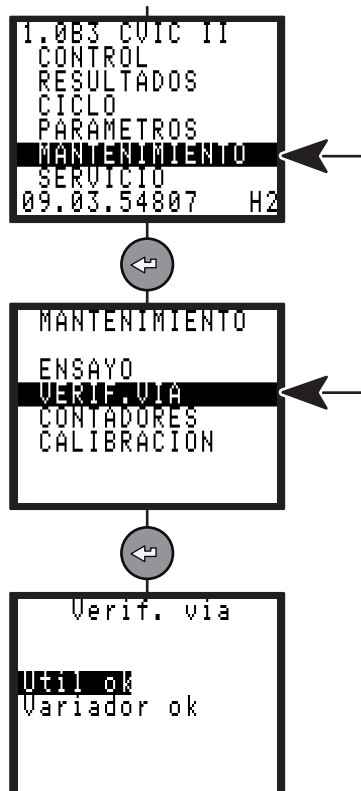 1.0B3 CVIC II
CONTROL
RESULTADOS
CICLO
PARAMETROS
MANTENIMIENTO
SERVICIO
09.03.54807 H2
MANTENIMIENTO
ENSAYO
VERIF.VIA
CONTADORES
CALIBRACION
Verif. via
Util ok
Variador ok